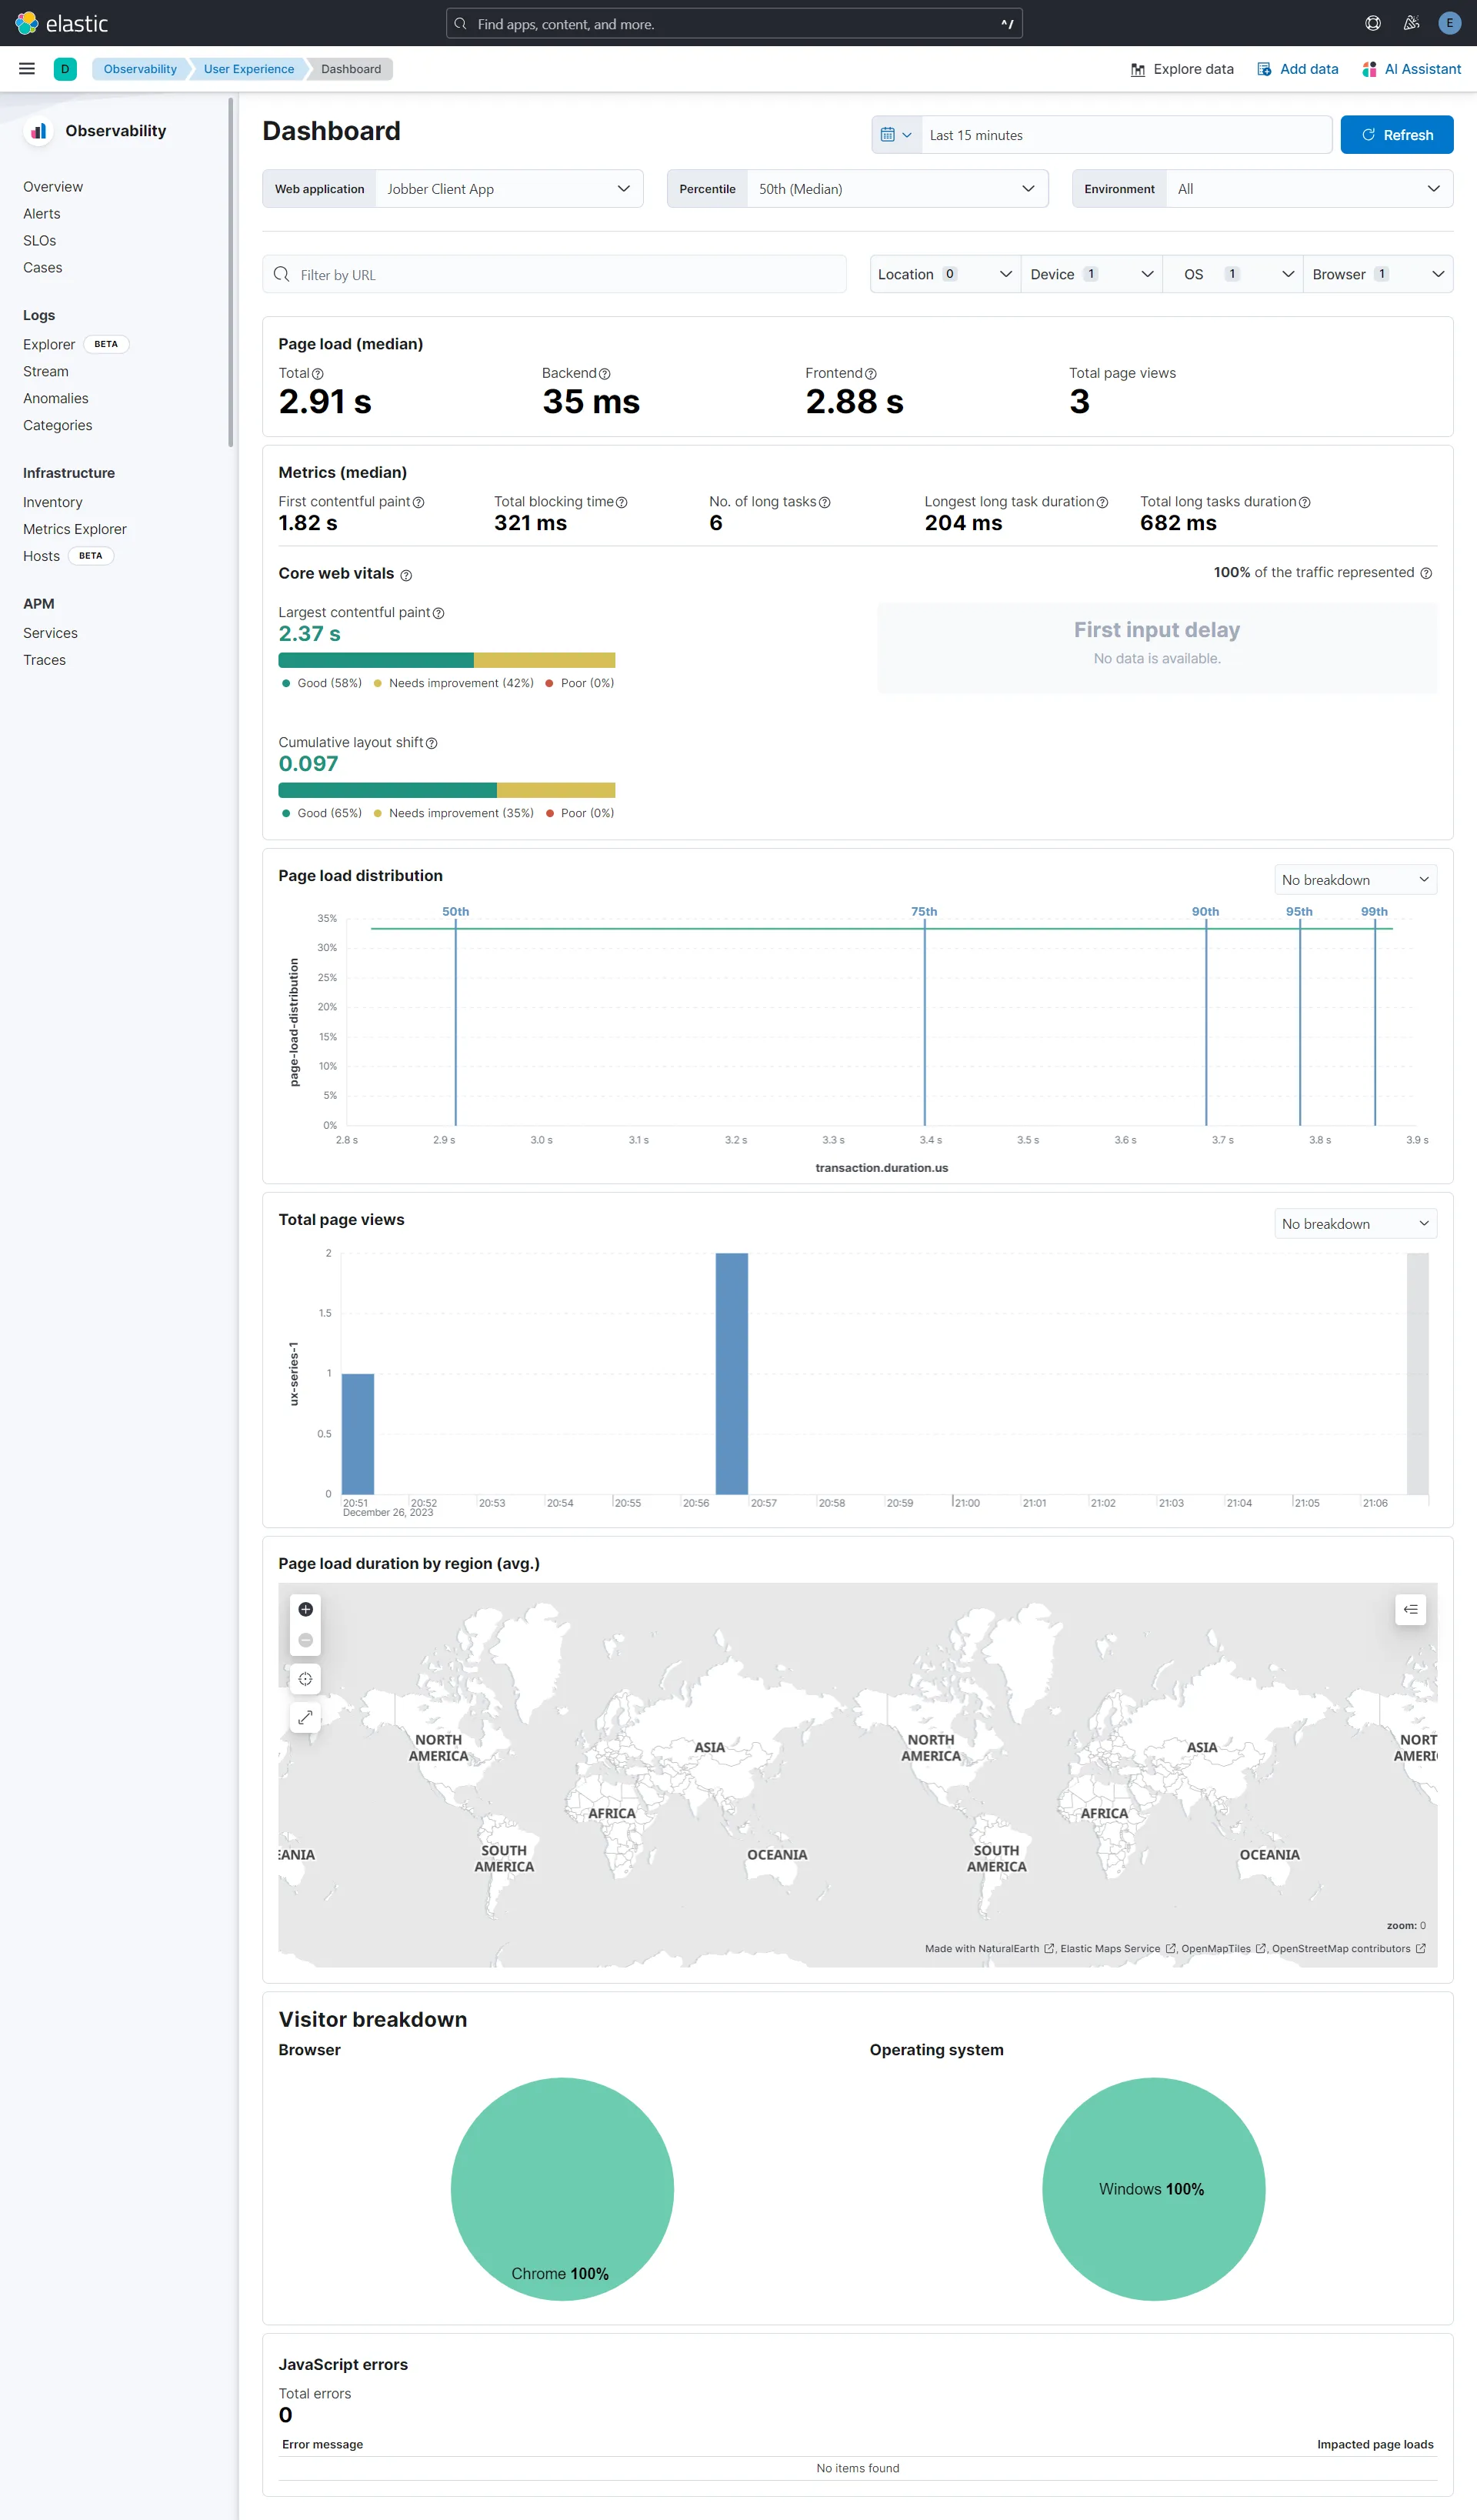 elastic
Find apps, content, and more.
^/
E
D
Observability
User Experience
Dashboard
Explore data
Add data
AI Assistant
Observability
Overview
Alerts
SLOs
Cases
Logs
Explorer BETA
Stream
Anomalies
Categories
Infrastructure
Inventory
Metrics Explorer
Hosts BETA
APM
Services
Traces
Dashboard
Last 15 minutes
Refresh
Web application Jobber Client App
Percentile 50th (Median)
Environment All
Filter by URL
Location 0
Device 1
OS 1
Browser 1
Page load (median)
Total Backend Frontend Total page views
2.91 s 35 ms 2.88 s 3
Metrics (median)
First contentful paint Total blocking time No. of long tasks Longest long task duration Total long tasks duration
1.82 s 321 ms 6 204 ms 682 ms
Core web vitals
100% of the traffic represented
Largest contentful paint
2.37 s
Good (58%) Needs improvement (42%) Poor (0%)
First input delay
No data is available.
Cumulative layout shift
0.097
Good (65%) Needs improvement (35%) Poor (0%)
Page load distribution
No breakdown
50th 75th 90th 95th 99th
35%
30%
25%
20%
15%
10%
5%
0%
page-load-distribution
2.8 s 2.9 s 3.0 s 3.1 s 3.2 s 3.3 s 3.4 s 3.5 s 3.6 s 3.7 s 3.8 s 3.9 s
transaction.duration.us
Total page views
No breakdown
2
1.5
1
0.5
0
ux-series-1
20:51 20:52 20:53 20:54 20:55 20:56 20:57 20:58 20:59 21:00 21:01 21:02 21:03 21:04 21:05 21:06
December 26, 2023
Page load duration by region (avg.)
NORTH
AMERICA
ASIA
NORTH
AMERICA
ASIA
NORT
AMERI
AFRICA
AFRICA
EANIA
SOUTH
AMERICA
OCEANIA
SOUTH
AMERICA
OCEANIA
zoom: 0
Made with NaturalEarth , Elastic Maps Service , OpenMapTiles , OpenStreetMap contributors
Visitor breakdown
Browser
Operating system
Chrome 100%
Windows 100%
JavaScript errors
Total errors
0
Error message Impacted page loads
No items found